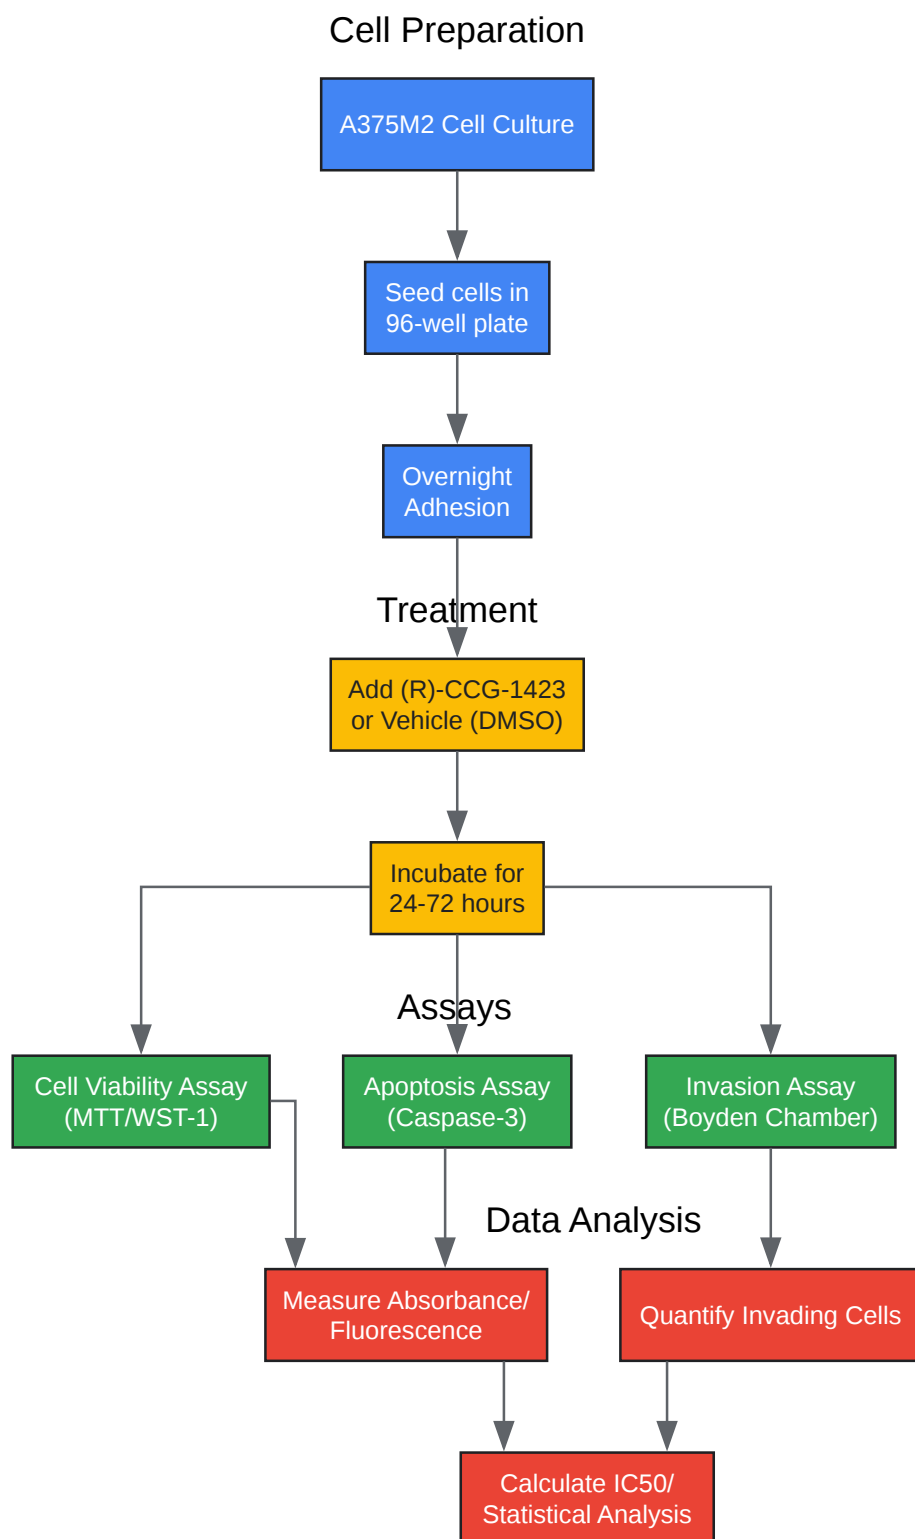 Cell Preparation
A375M2 Cell Culture
Seed cells in
96-well plate
Overnight
Adhesion
Treatment
Add (R)-CCG-1423
or Vehicle (DMSO)
Incubate for
24-72 hours
Assays
Cell Viability Assay
(MTT/WST-1)
Apoptosis Assay
(Caspase-3)
Invasion Assay
(Boyden Chamber)
Data Analysis
Measure Absorbance/
Fluorescence
Quantify Invading Cells
Calculate IC50/
Statistical Analysis